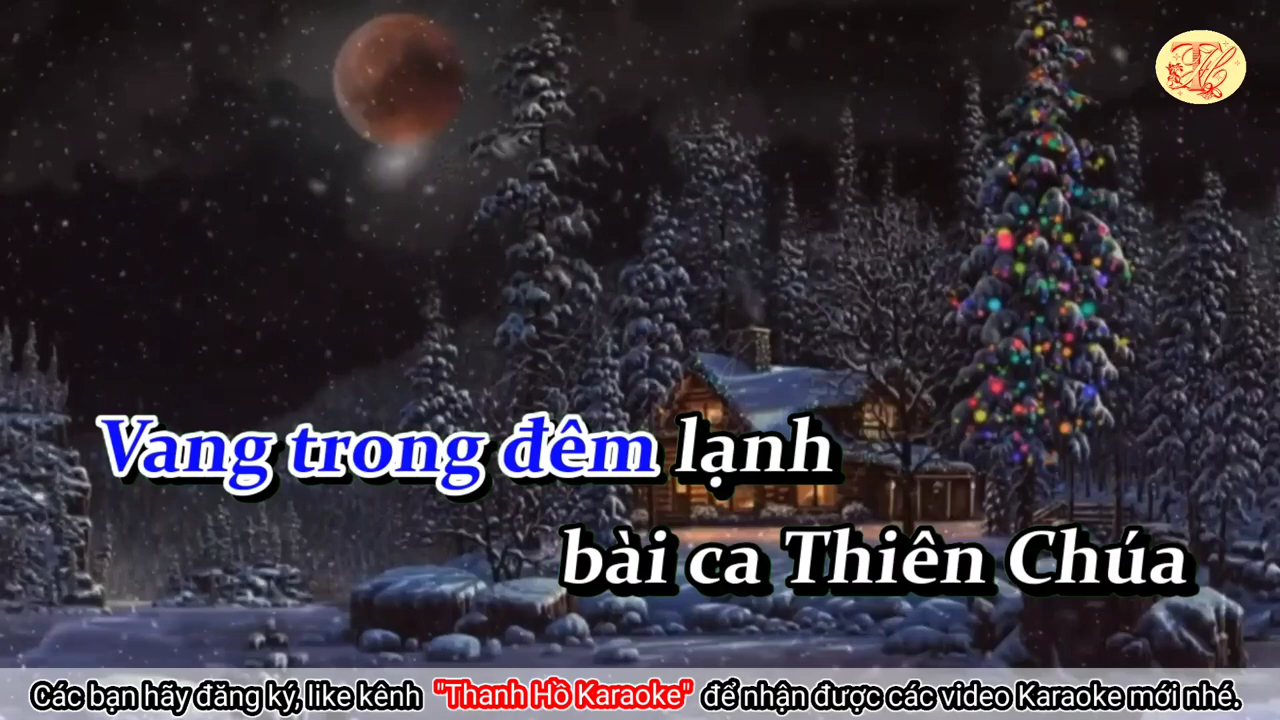 Vang trong đêm lạnh
bài ca Thiên Chúa
Các bạn hãy đăng ký, like kênh "Thanh Hồ Karaoke" để nhận được các video Karaoke mới nhé.